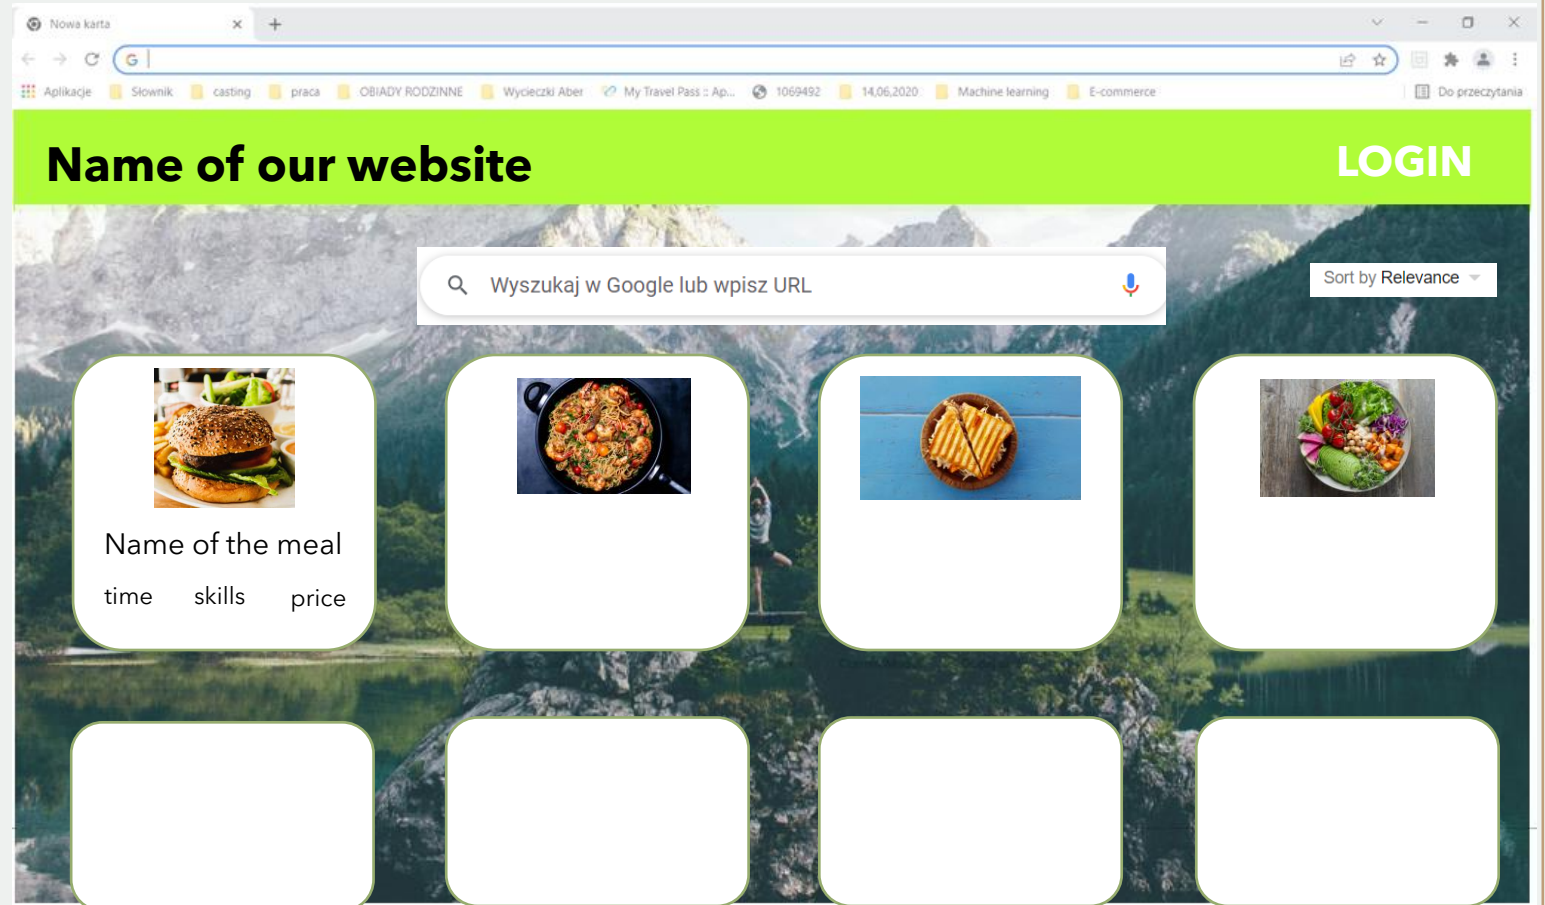 Nowa karta
G
Aplikacje Słownik casting praca OBIADY RODZINNE Wycieczki Aber My Travel Pass :: Ap... 1069492 14,06,2020 Machine learning E-commerce Do przeczytania
Name of our website LOGIN
Wyszukaj w Google lub wpisz URL
Sort by Relevance
Name of the meal
time skills price